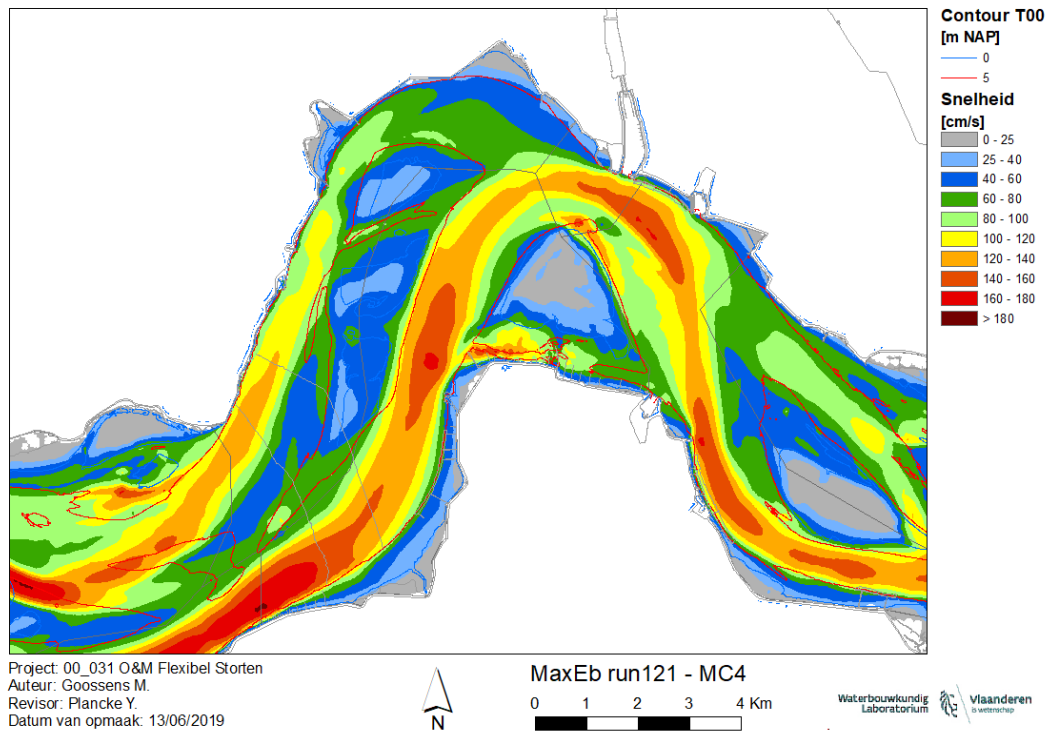 Contour T00
[m NAP]
0
5
Snelheid
[cm/s]
0 - 25
25 - 40
40 - 60
60 - 80
80 - 100
100 - 120
120 - 140
140 - 160
160 - 180
> 180
Project: 00_031 O&M Flexibel Storten
Auteur: Goossens M.
Revisor: Plancke Y.
Datum van opmaak: 13/06/2019
N
MaxEb run121 - MC4
0 1 2 3 4 Km
Waterbouwkundig
Laboratorium
Vlaanderen
is wetenschap